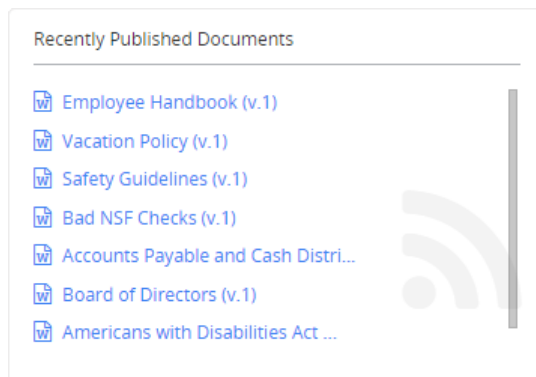 Recently Published Documents
Employee Handbook (v.1)
Vacation Policy (v.1)
Safety Guidelines (v.1)
Bad NSF Checks (v.1)
Accounts Payable and Cash Distri...
Board of Directors (v.1)
Americans with Disabilities Act ...